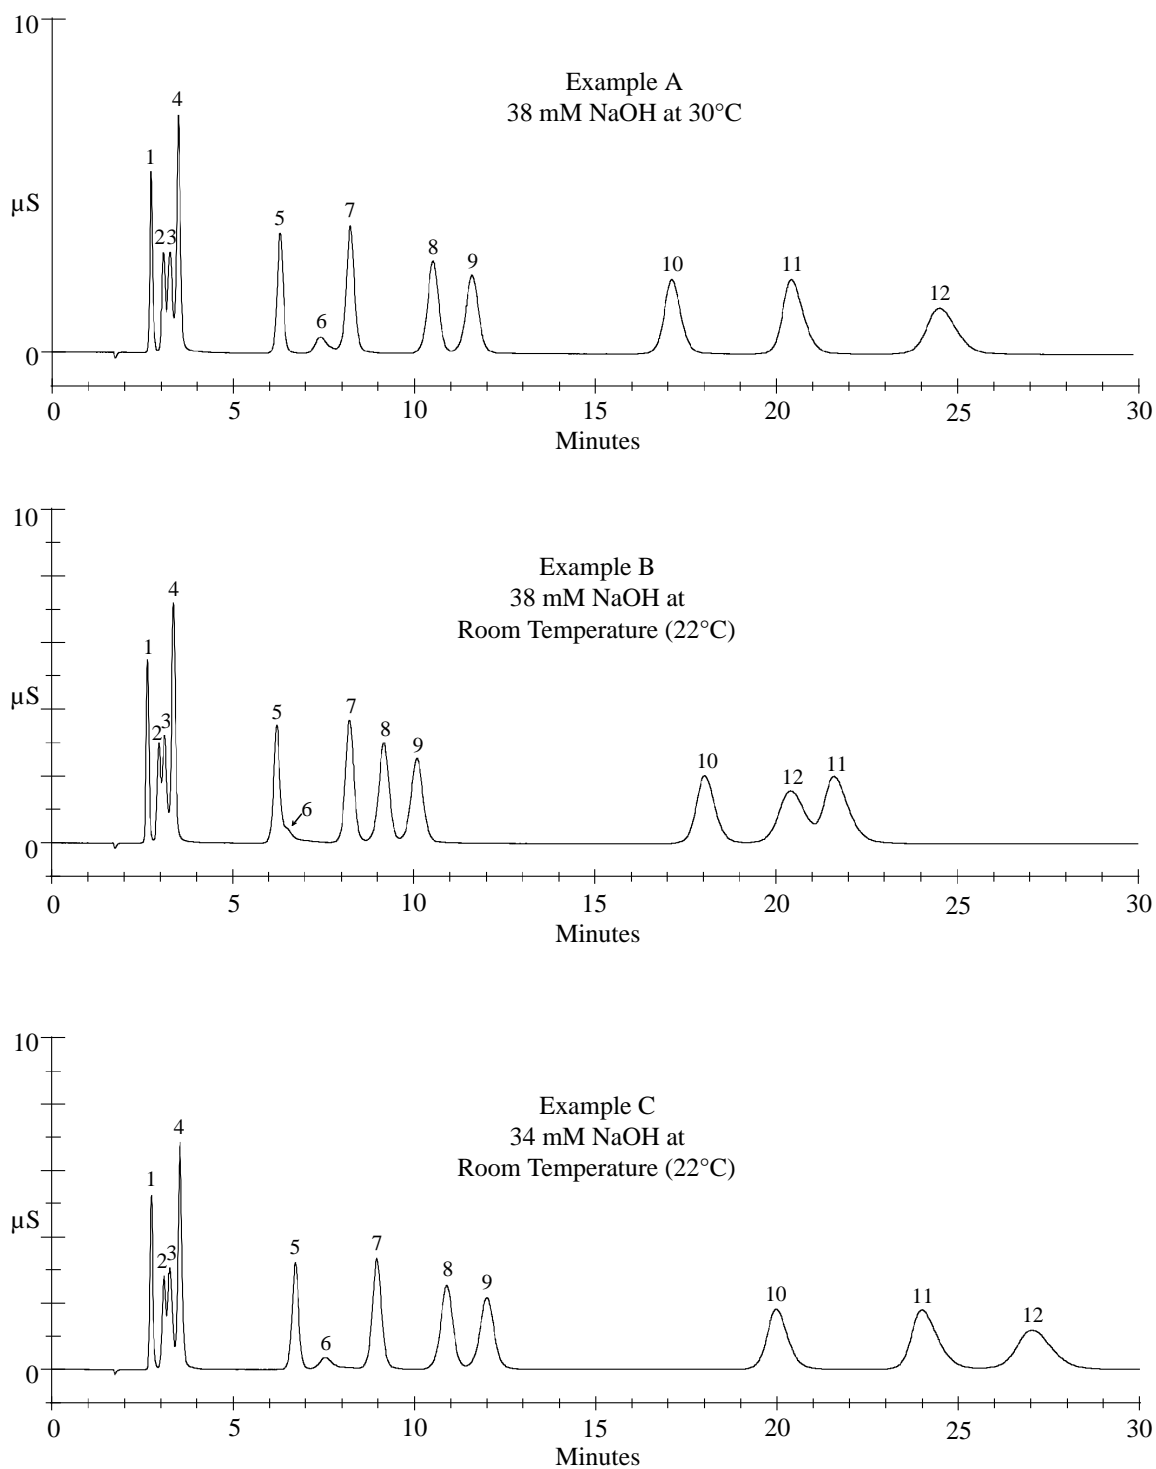 10
Example A
38 mM NaOH at 30°C
4
1
µS
2 3
5
7
8
9
6
10
11
12
0
0 5 10 15 20 25 30
Minutes
10
Example B
38 mM NaOH at
Room Temperature (22°C)
4
1
µS
2 3
5
6
7
8
9
10
12
11
0
0 5 10 15 20 25 30
Minutes
10
Example C
34 mM NaOH at
Room Temperature (22°C)
4
1
µS
2 3
5
6
7
8
9
10
11
12
0
0 5 10 15 20 25 30
Minutes